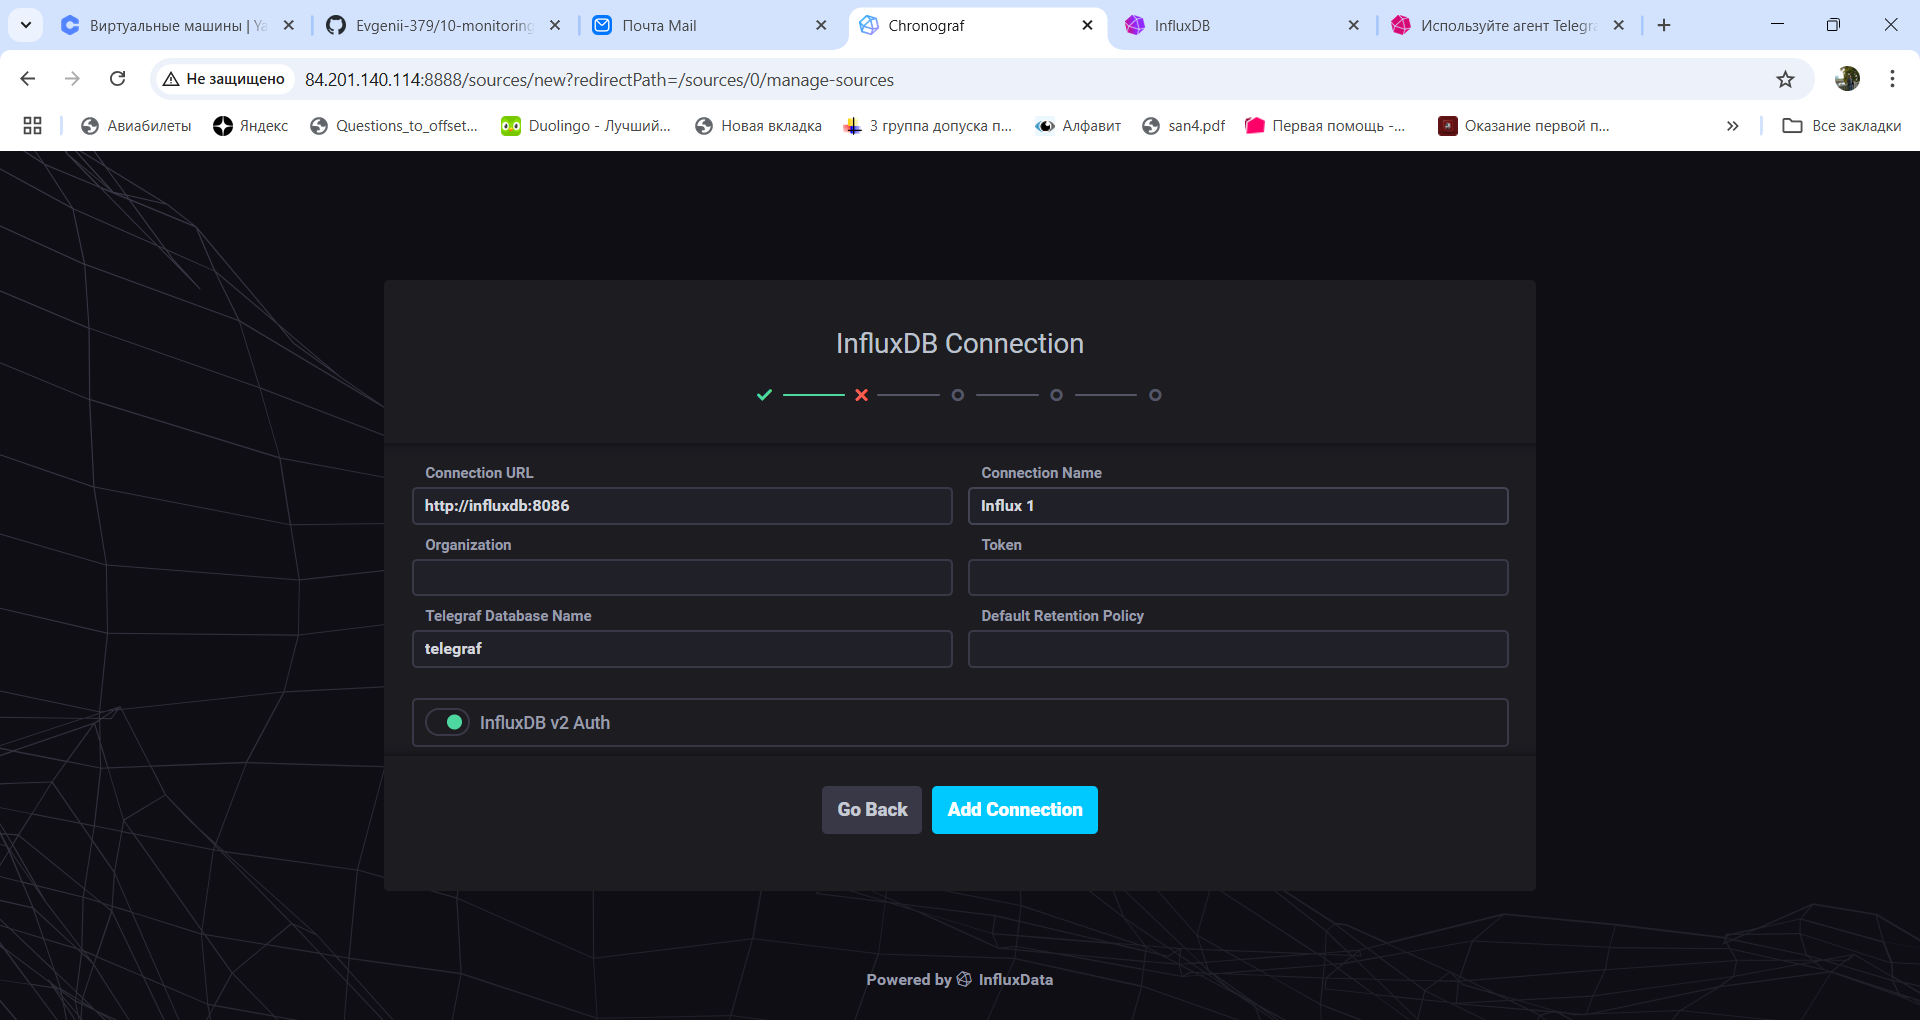 Виртуальные машины | Ya
Evgenii-379/10-monitoring
Почта Mail
Chronograf
InfluxDB
Используйте агент Telegra
Не защищено
84.201.140.114:8888/sources/new?redirectPath=/sources/0/manage-sources
Авиабилеты
Яндекс
Questions_to_offset...
Duolingo - Лучший...
Новая вкладка
3 группа допуска п...
Алфавит
san4.pdf
Первая помощь -...
Оказание первой п...
»
Все закладки
InfluxDB Connection
Connection URL
Connection Name
http://influxdb:8086
Influx 1
Organization
Token
Telegraf Database Name
Default Retention Policy
telegraf
InfluxDB v2 Auth
Go Back
Add Connection
Powered by InfluxData